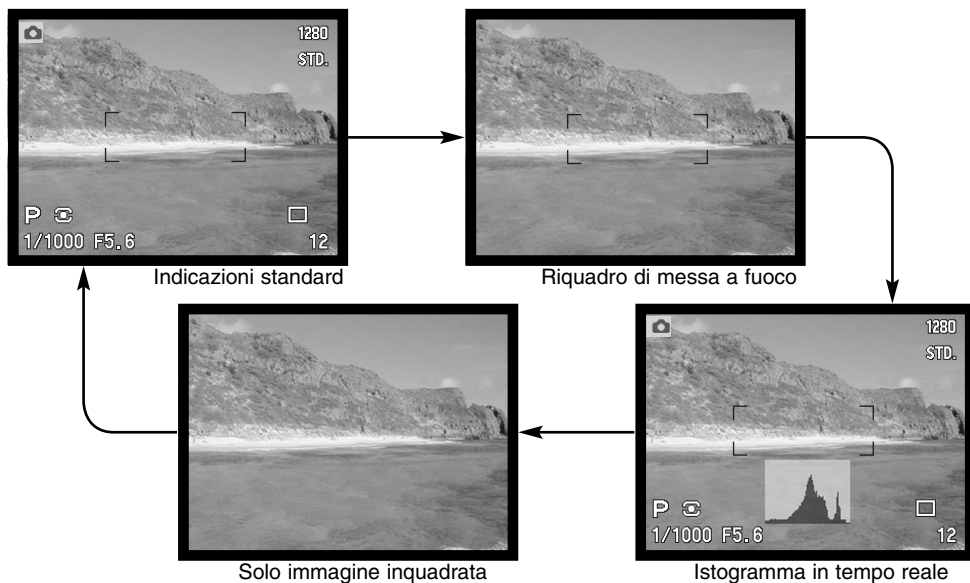 1280
STD.
P
1/1000 F5.6
12
Indicazioni standard
Riquadro di messa a fuoco
Solo immagine inquadrata
1280
STD.
P
1/1000 F5.6
12
Istogramma in tempo reale